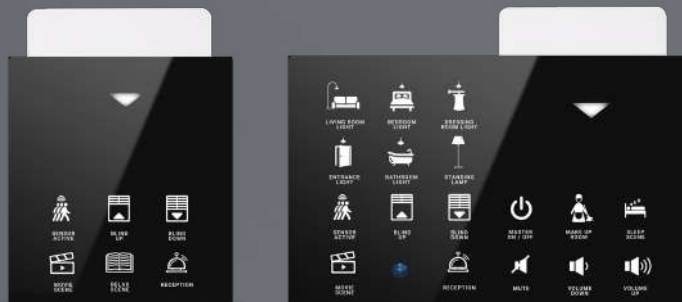 SENSOR
ACTIVE
BLIND
UP
BLIND
DOWN
MOVIE
SCENE
RELAX
SCENE
RECEPTION
LIVING ROOM
LIGHT
BEDROOM
LIGHT
DRESSING
ROOM LIGHT
ENTRANCE
LIGHT
BATHROOM
LIGHT
STANDING
LAMP
SENSOR
ACTIVE
BLIND
UP
BLIND
DOWN
MASTER
ON / OFF
MAKE UP
ROOM
SLEEP
SCENE
MOVIE
SCENE
RECEPTION
MUTE
VOLUME
DOWN
VOLUME
UP